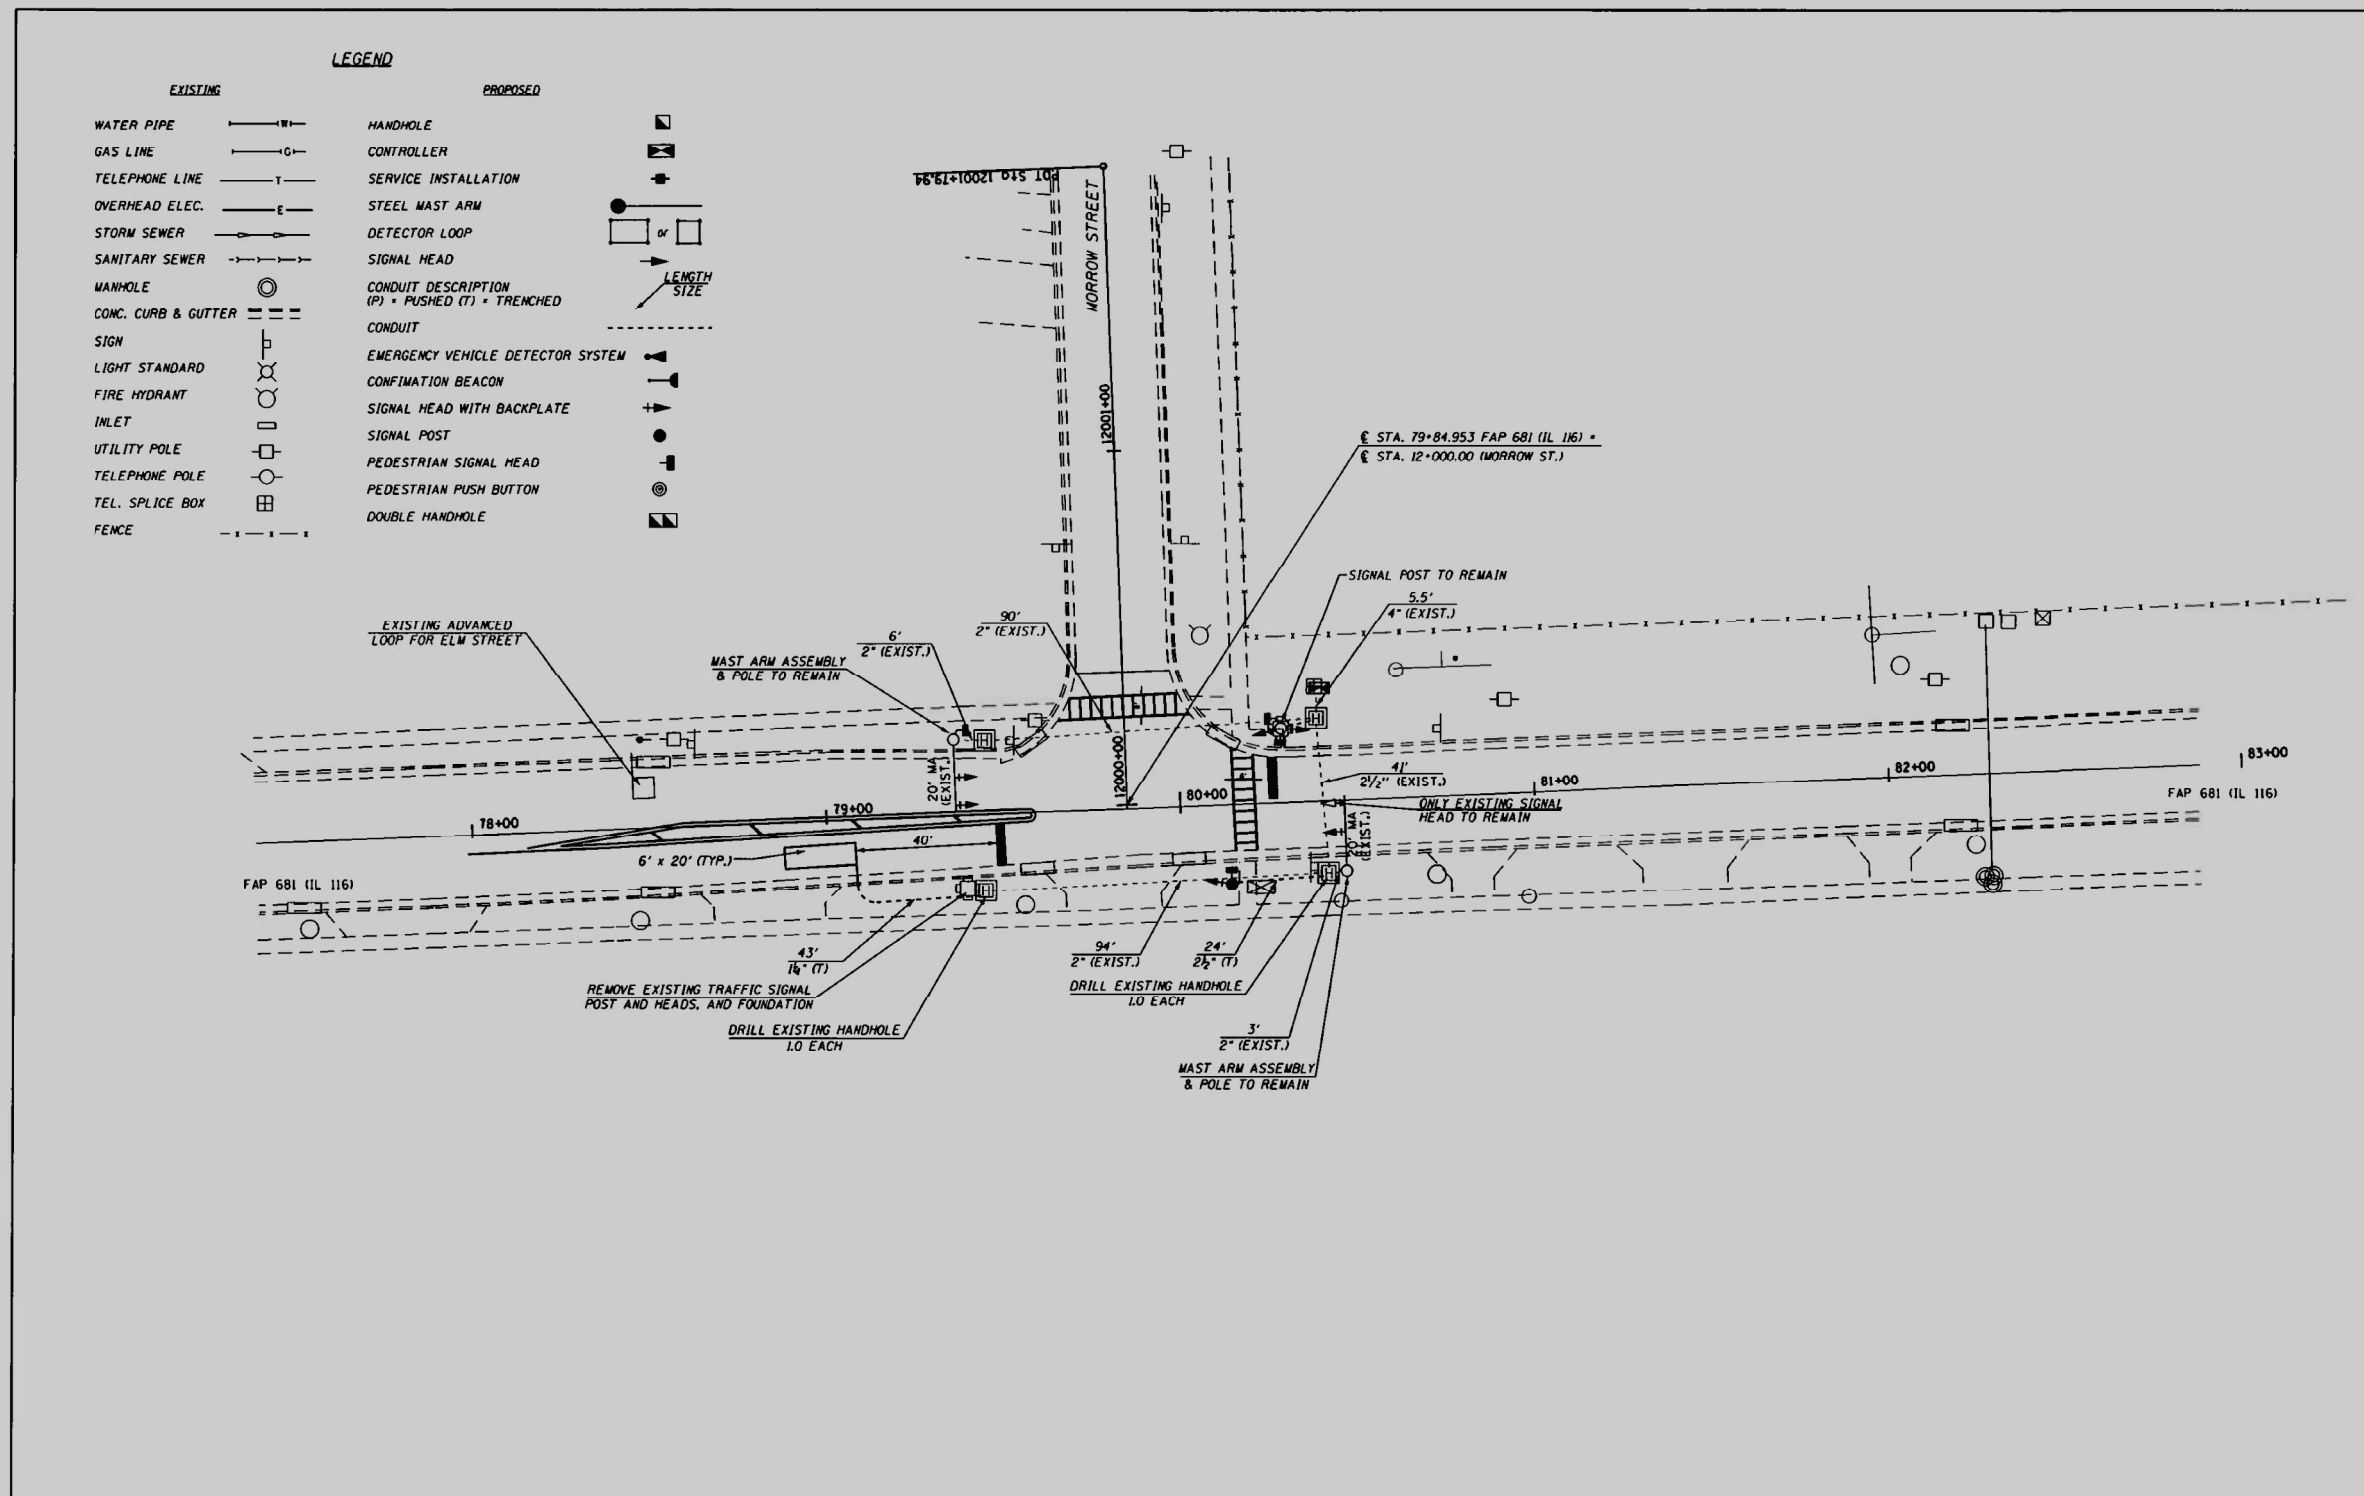 LEGEND
EXISTING
PROPOSED
WATER PIPE
W
GAS LINE
G
TELEPHONE LINE
T
OVERHEAD ELEC.
E
STORM SEWER
SANITARY SEWER
MANHOLE
CONC. CURB & GUTTER
SIGN
LIGHT STANDARD
FIRE HYDRANT
INLET
UTILITY POLE
TELEPHONE POLE
TEL. SPLICE BOX
FENCE
HANDHOLE
CONTROLLER
SERVICE INSTALLATION
STEEL MAST ARM
DETECTOR LOOP
or
SIGNAL HEAD
CONDUIT DESCRIPTION
(P) = PUSHED (T) = TRENCHED
LENGTH
SIZE
CONDUIT
EMERGENCY VEHICLE DETECTOR SYSTEM
CONFIMATION BEACON
SIGNAL HEAD WITH BACKPLATE
SIGNAL POST
PEDESTRIAN SIGNAL HEAD
PEDESTRIAN PUSH BUTTON
DOUBLE HANDHOLE
POT Sta 12001+79.94
MORROW STREET
12001+00
℄ STA. 79+84.953 FAP 681 (IL 116) =
℄ STA. 12+000.00 (MORROW ST.)
SIGNAL POST TO REMAIN
5.5'
4" (EXIST.)
90'
2" (EXIST.)
6'
2" (EXIST.)
EXISTING ADVANCED
LOOP FOR ELM STREET
MAST ARM ASSEMBLY
& POLE TO REMAIN
20' MA
(EXIST.)
12000+00
41'
2½" (EXIST.)
ONLY EXISTING SIGNAL
HEAD TO REMAIN
20' MA
(EXIST.)
78+00
79+00
80+00
81+00
82+00
83+00
FAP 681 (IL 116)
6' x 20' (TYP.)
40'
FAP 681 (IL 116)
43'
1¼" (T)
REMOVE EXISTING TRAFFIC SIGNAL
POST AND HEADS, AND FOUNDATION
DRILL EXISTING HANDHOLE
1.0 EACH
94'
2" (EXIST.)
24'
2½" (T)
DRILL EXISTING HANDHOLE
1.0 EACH
3'
2" (EXIST.)
MAST ARM ASSEMBLY
& POLE TO REMAIN